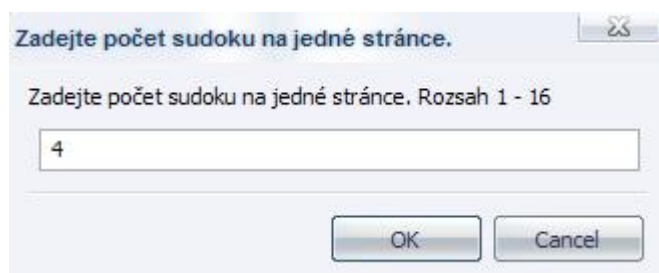 Zadejte počet sudoku na jedné stránce.
Zadejte počet sudoku na jedné stránce. Rozsah 1 - 16
4
OK Cancel